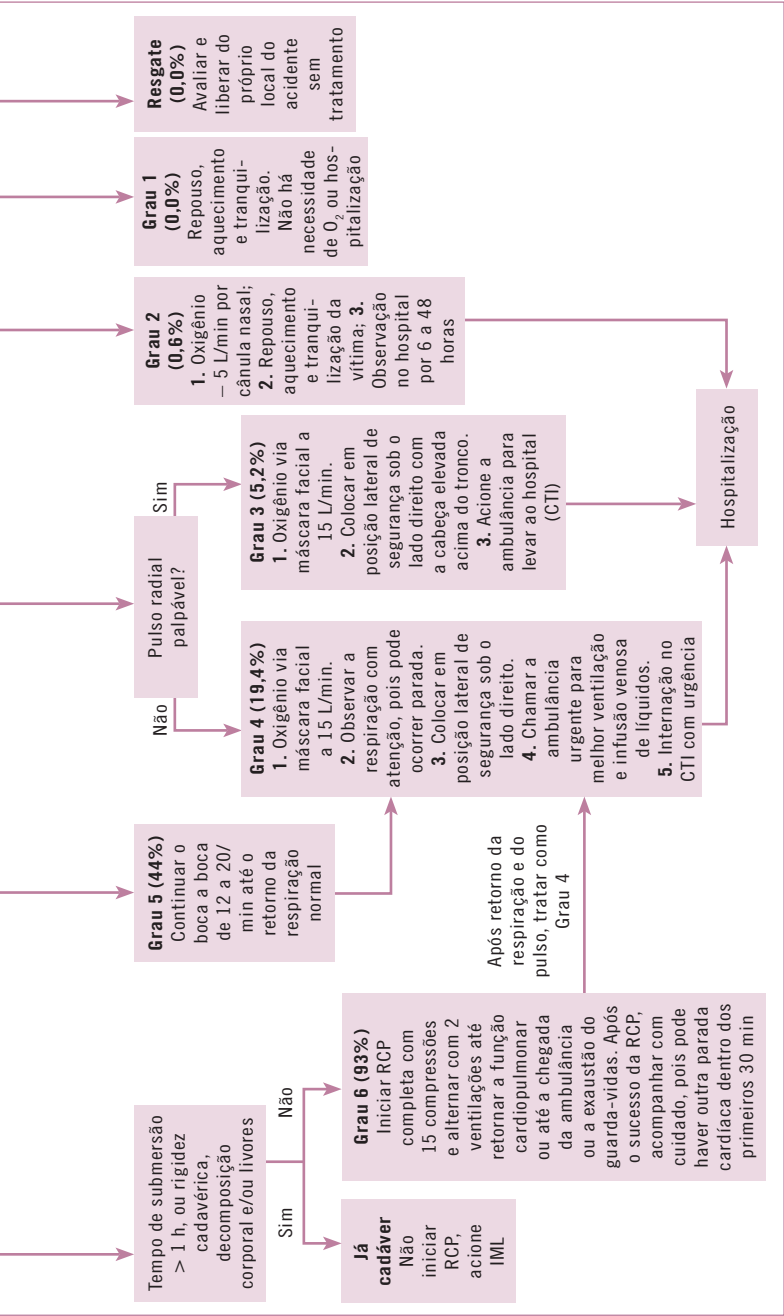 Tempo de submersão
> 1 h, ou rigidez
cadavérica,
decomposição
corporal e/ou livores
Sim
Não
Já
cadáver
Não
iniciar
RCP,
acione
IML
Grau 6 (93%)
Iniciar RCP
completa com
15 compressões
e alternar com 2
ventilações até
retornar a função
cardiopulmonar
ou até a chegada
da ambulância
ou a exaustão do
guarda-vidas. Após
o sucesso da RCP,
acompanhar com
cuidado, pois pode
haver outra parada
cardíaca dentro dos
primeiros 30 min
Após retorno da
respiração e do
pulso, tratar como
Grau 4
Grau 5 (44%)
Continuar o
boca a boca
de 12 a 20/
min até o
retorno da
respiração
normal
Pulso radial
palpável?
Não
Sim
Grau 4 (19,4%)
1. Oxigênio via
máscara facial
a 15 L/min.
2. Observar a
respiração com
atenção, pois pode
ocorrer parada.
3. Colocar em
posição lateral de
segurança sob o
lado direito.
4. Chamar a
ambulância
urgente para
melhor ventilação
e infusão venosa
de líquidos.
5. Internação no
CTI com urgência
Grau 3 (5,2%)
1. Oxigênio via
máscara facial a
15 L/min.
2. Colocar em
posição lateral de
segurança sob o
lado direito com
a cabeça elevada
acima do tronco.
3. Acione a
ambulância para
levar ao hospital
(CTI)
Grau 2
(0,6%)
1. Oxigênio
– 5 L/min por
cânula nasal;
2. Repouso,
aquecimento
e tranqui-
lização da
vítima; 3.
Observação
no hospital
por 6 a 48
horas
Grau 1
(0,0%)
Repouso,
aquecimento
e tranqui-
lização.
Não há
necessidade
de O₂ ou hos-
pitalização
Resgate
(0,0%)
Avaliar e
liberar do
próprio
local do
acidente
sem
tratamento
Hospitalização